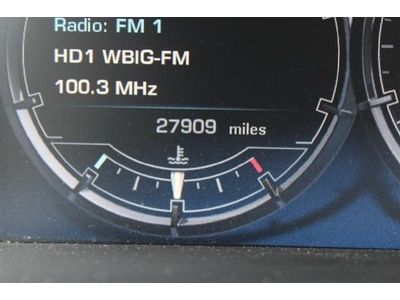 Radio: FM 1
HD1 WBIG-FM
100.3 MHz
27909 miles